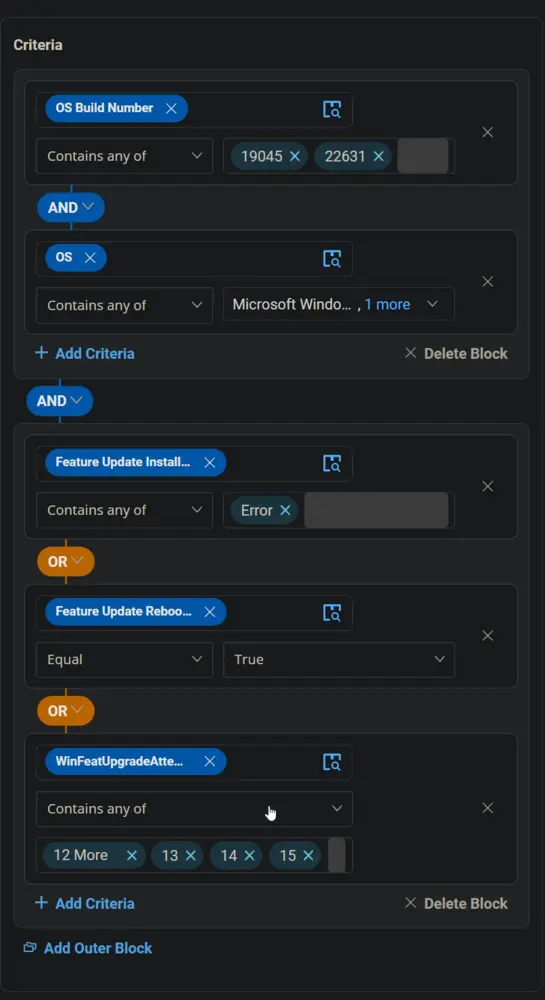 Criteria
OS Build Number
Contains any of 19045 22631
AND
OS
Contains any of Microsoft Windo... , 1 more
Add Criteria Delete Block
AND
Feature Update Install...
Contains any of Error
OR
Feature Update Reboo...
Equal True
OR
WinFeatUpgradeAtte...
Contains any of
12 More 13 14 15
Add Criteria Delete Block
Add Outer Block